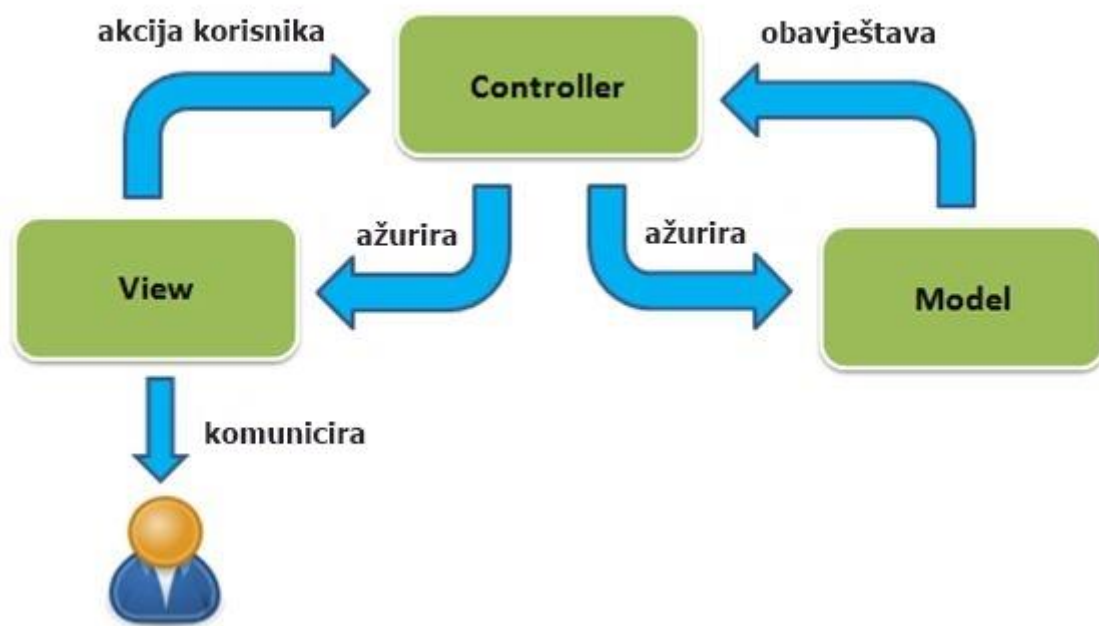 akcija korisnika
Controller
obavještava
ažurira
ažurira
View
Model
komunicira